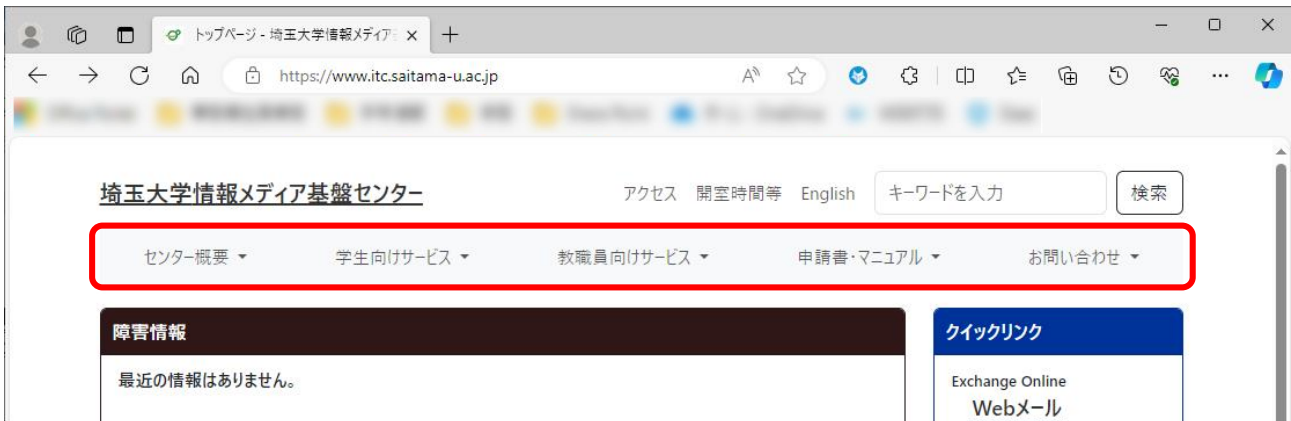 トップページ - 埼玉大学情報メディア
https://www.itc.saitama-u.ac.jp
埼玉大学情報メディア基盤センター
アクセス 開室時間等 English キーワードを入力 検索
センター概要 学生向けサービス 教職員向けサービス 申請書・マニュアル お問い合わせ
障害情報
クイックリンク
最近の情報はありません。
Exchange Online
Webメール